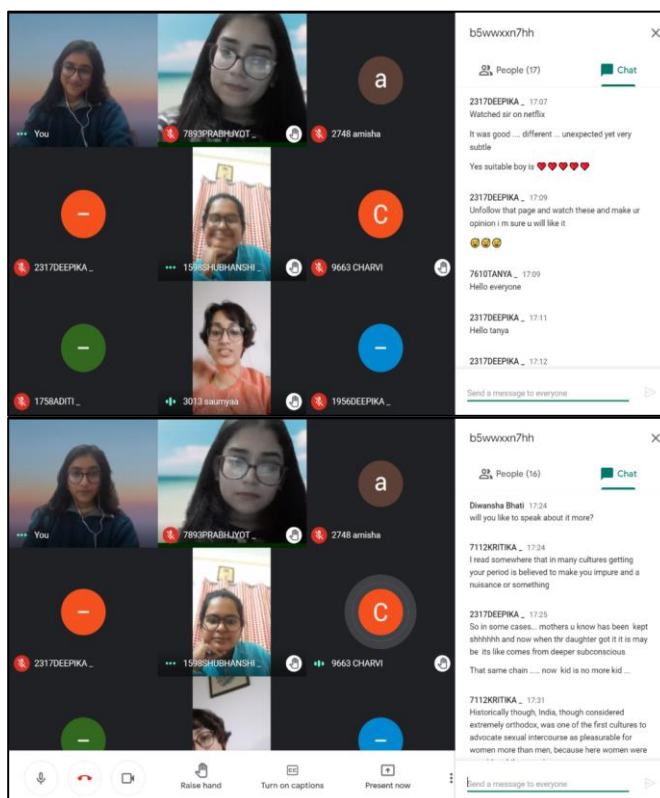 b5wwxxn7hh
People (17)
Chat
You
7893PRABHJYOT _
a
2748 amisha
–
2317DEEPIKA _
1598SHUBHANSHI _
C
9663 CHARVI
–
1758ADITI _
3013 saumyaa
–
1956DEEPIKA _
2317DEEPIKA _ 17:07
Watched sir on netflix
It was good .... different ... unexpected yet very
subtle
Yes suitable boy is ❤️❤️❤️❤️❤️
2317DEEPIKA _ 17:09
Unfollow that page and watch these and make ur
opinion i m sure u will like it
😩😩😩
7610TANYA _ 17:09
Hello everyone
2317DEEPIKA _ 17:11
Hello tanya
2317DEEPIKA _ 17:12
Send a message to everyone
b5wwxxn7hh
People (16)
Chat
You
7893PRABHJYOT _
a
2748 amisha
–
2317DEEPIKA _
1598SHUBHANSHI _
C
9663 CHARVI
–
–
Raise hand
CC
Turn on captions
Present now
Diwansha Bhati 17:24
will you like to speak about it more?
7112KRITIKA _ 17:24
I read somewhere that in many cultures getting
your period is believed to make you impure and a
nuisance or something
2317DEEPIKA _ 17:25
So in some cases... mothers u know has been kept
shhhhhh and now when thr daughter got it it is may
be its like comes from deeper subconscious
That same chain ..... now kid is no more kid ...
7112KRITIKA _ 17:31
Historically though, India, though considered
extremely orthodox, was one of the first cultures to
advocate sexual intercourse as pleasurable for
women more than men, because here women were
Send a message to everyone